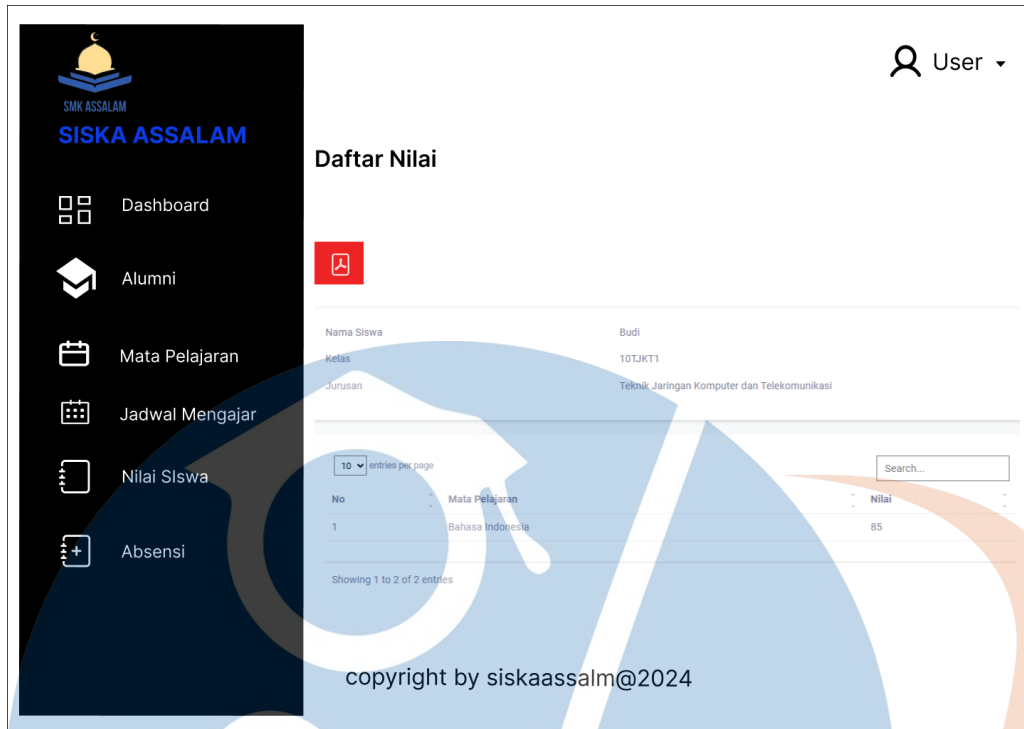 SMK ASSALAM
SISKA ASSALAM
Dashboard
Alumni
Mata Pelajaran
Jadwal Mengajar
Nilai SIswa
Absensi
User
Daftar Nilai
Nama Siswa Budi
Kelas 10TJKT1
Jurusan Teknik Jaringan Komputer dan Telekomunikasi
10 entries per page Search...
No Mata Pelajaran Nilai
1 Bahasa Indonesia 85
Showing 1 to 2 of 2 entries
copyright by siskaassalm@2024